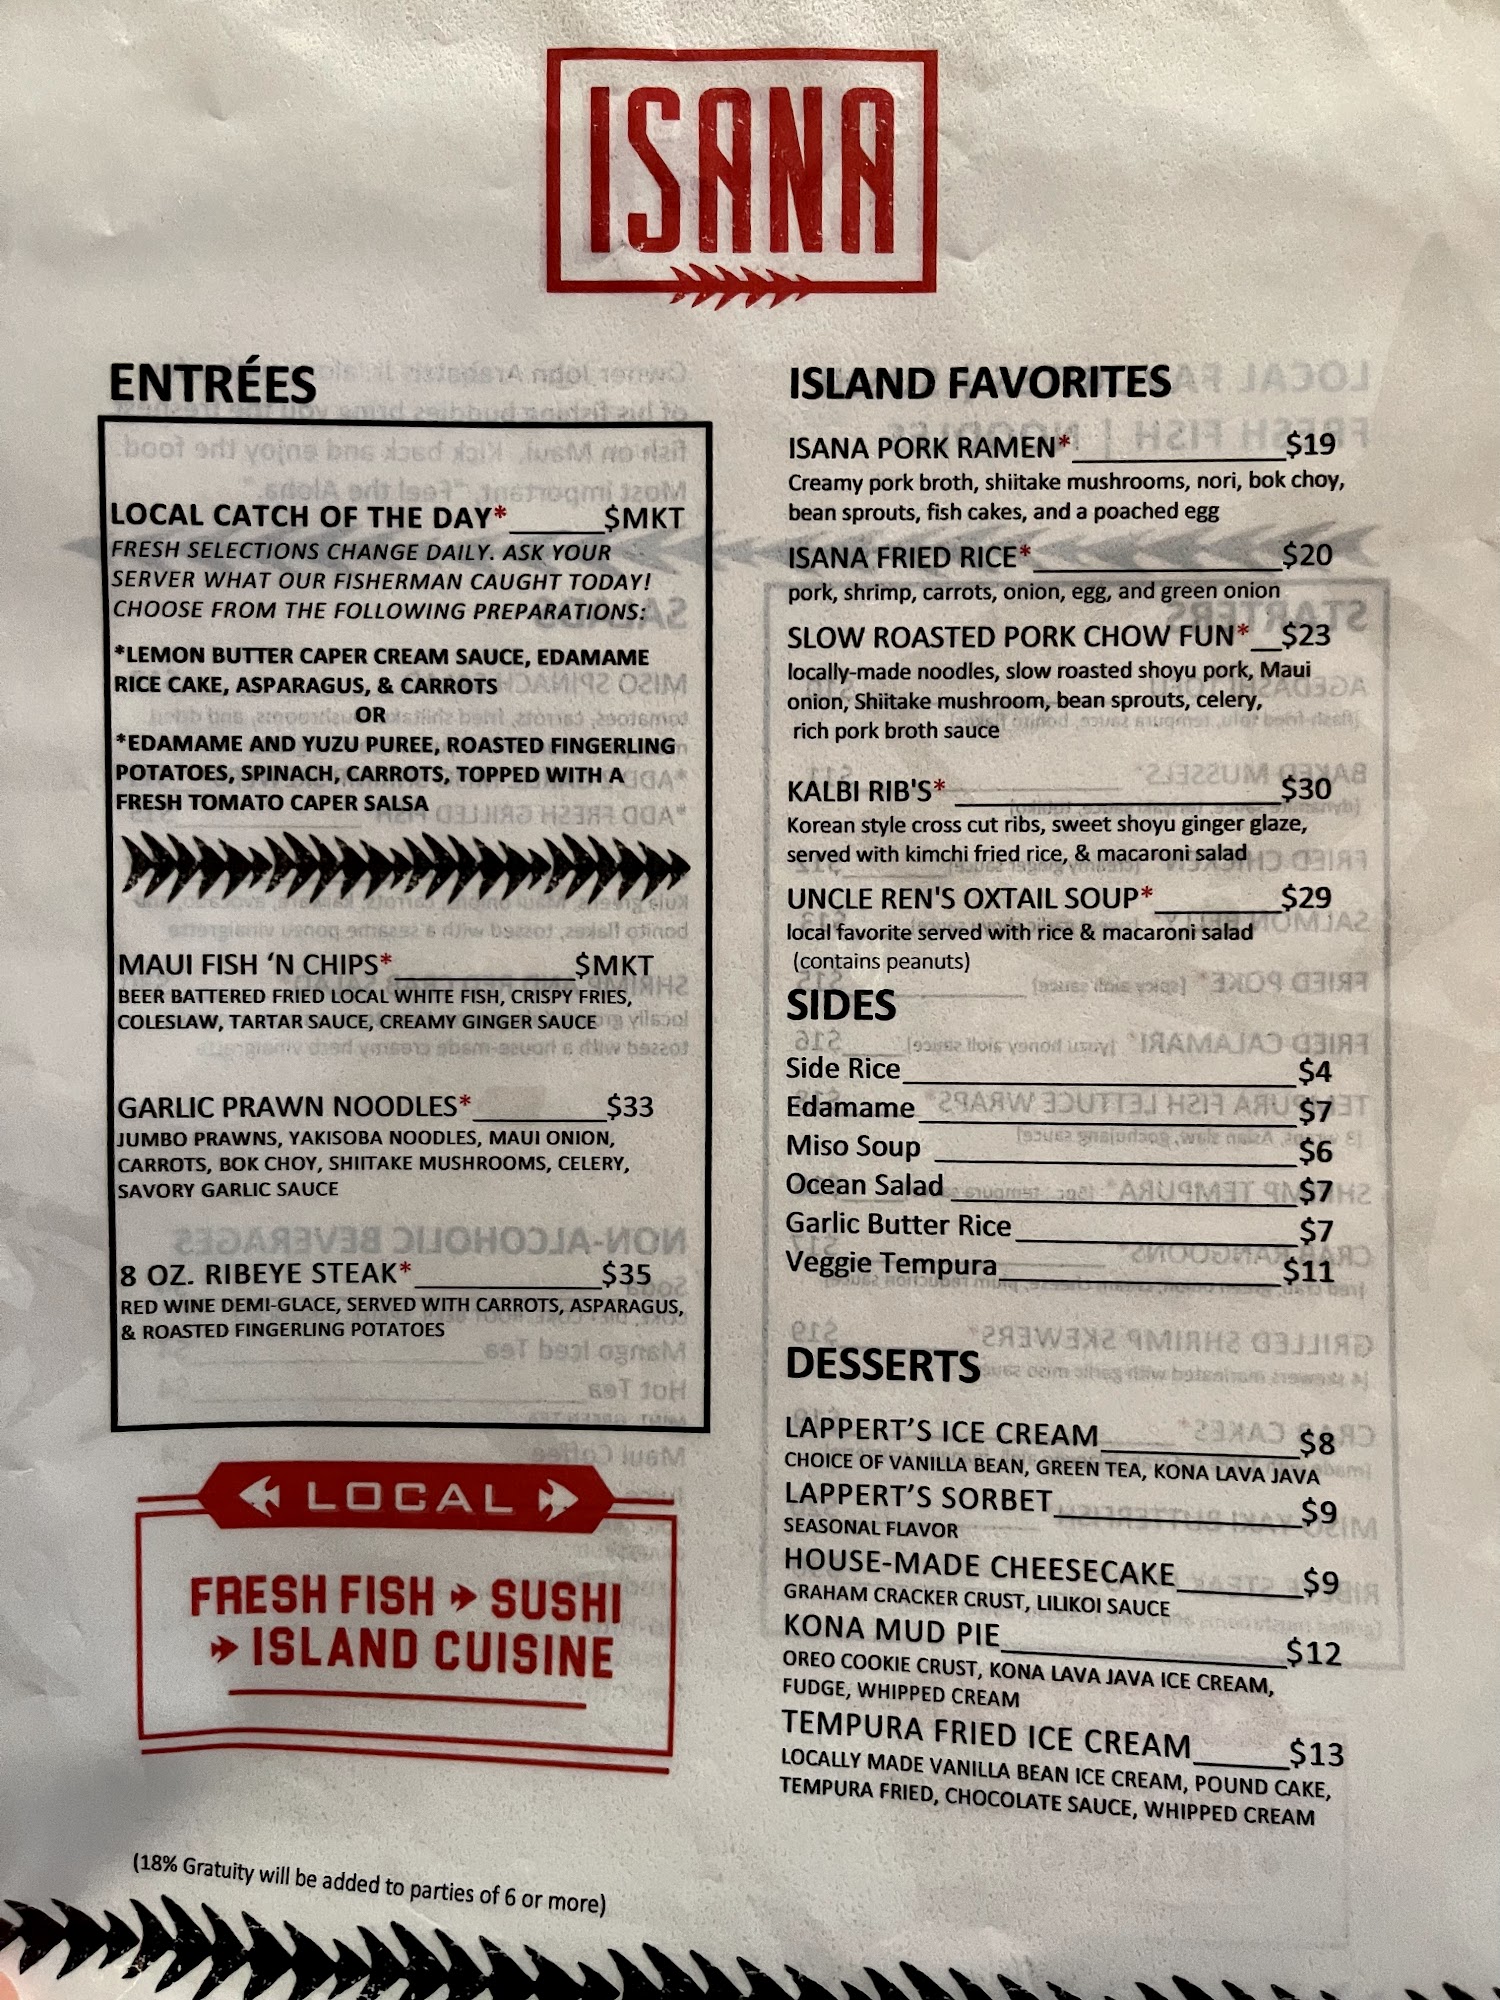 ISANA
ENTRÉES
LOCAL CATCH OF THE DAY*______$MKT
FRESH SELECTIONS CHANGE DAILY. ASK YOUR
SERVER WHAT OUR FISHERMAN CAUGHT TODAY!
CHOOSE FROM THE FOLLOWING PREPARATIONS:
*LEMON BUTTER CAPER CREAM SAUCE, EDAMAME
RICE CAKE, ASPARAGUS, & CARROTS
OR
*EDAMAME AND YUZU PUREE, ROASTED FINGERLING
POTATOES, SPINACH, CARROTS, TOPPED WITH A
FRESH TOMATO CAPER SALSA
MAUI FISH ‘N CHIPS*____________$MKT
BEER BATTERED FRIED LOCAL WHITE FISH, CRISPY FRIES,
COLESLAW, TARTAR SAUCE, CREAMY GINGER SAUCE
GARLIC PRAWN NOODLES*_________$33
JUMBO PRAWNS, YAKISOBA NOODLES, MAUI ONION,
CARROTS, BOK CHOY, SHIITAKE MUSHROOMS, CELERY,
SAVORY GARLIC SAUCE
8 OZ. RIBEYE STEAK*____________$35
RED WINE DEMI-GLACE, SERVED WITH CARROTS, ASPARAGUS,
& ROASTED FINGERLING POTATOES
LOCAL
FRESH FISH SUSHI
ISLAND CUISINE
(18% Gratuity will be added to parties of 6 or more)
ISLAND FAVORITES
ISANA PORK RAMEN*______________$19
Creamy pork broth, shiitake mushrooms, nori, bok choy,
bean sprouts, fish cakes, and a poached egg
ISANA FRIED RICE*________________$20
pork, shrimp, carrots, onion, egg, and green onion
SLOW ROASTED PORK CHOW FUN*__$23
locally-made noodles, slow roasted shoyu pork, Maui
onion, Shiitake mushroom, bean sprouts, celery,
rich pork broth sauce
KALBI RIB'S*_____________________$30
Korean style cross cut ribs, sweet shoyu ginger glaze,
served with kimchi fried rice, & macaroni salad
UNCLE REN'S OXTAIL SOUP*________$29
local favorite served with rice & macaroni salad
(contains peanuts)
SIDES
Side Rice__________________________$4
Edamame_________________________$7
Miso Soup________________________$6
Ocean Salad_______________________$7
Garlic Butter Rice__________________$7
Veggie Tempura___________________$11
DESSERTS
LAPPERT’S ICE CREAM_____________$8
CHOICE OF VANILLA BEAN, GREEN TEA, KONA LAVA JAVA
LAPPERT’S SORBET________________$9
SEASONAL FLAVOR
HOUSE-MADE CHEESECAKE________$9
GRAHAM CRACKER CRUST, LILIKOI SAUCE
KONA MUD PIE___________________$12
OREO COOKIE CRUST, KONA LAVA JAVA ICE CREAM,
FUDGE, WHIPPED CREAM
TEMPURA FRIED ICE CREAM______$13
LOCALLY MADE VANILLA BEAN ICE CREAM, POUND CAKE,
TEMPURA FRIED, CHOCOLATE SAUCE, WHIPPED CREAM